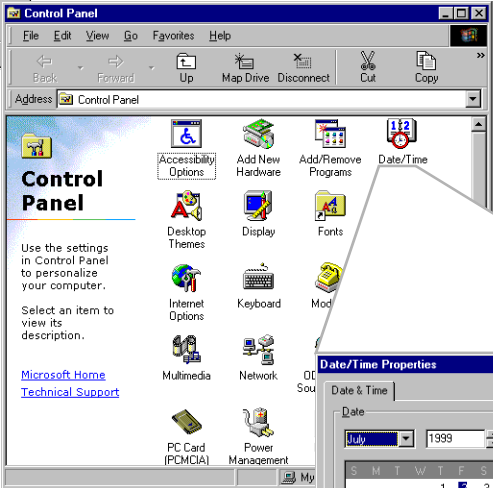 Control Panel
File Edit View Go Favorites Help
Back Forward Up Map Drive Disconnect Cut Copy »
Address Control Panel
Control
Panel
Use the settings
in Control Panel
to personalize
your computer.
Select an item to
view its
description.
Microsoft Home
Technical Support
Accessibility
Options
Add New
Hardware
Add/Remove
Programs
Date/Time
Desktop
Themes
Display
Fonts
Internet
Options
Keyboard
Mod
Multimedia
Network
OD
Sou
PC Card
(PCMCIA)
Power
Management
My
Date/Time Properties
Date & Time
Date
July 1999
S M T W T F S
1 2 3